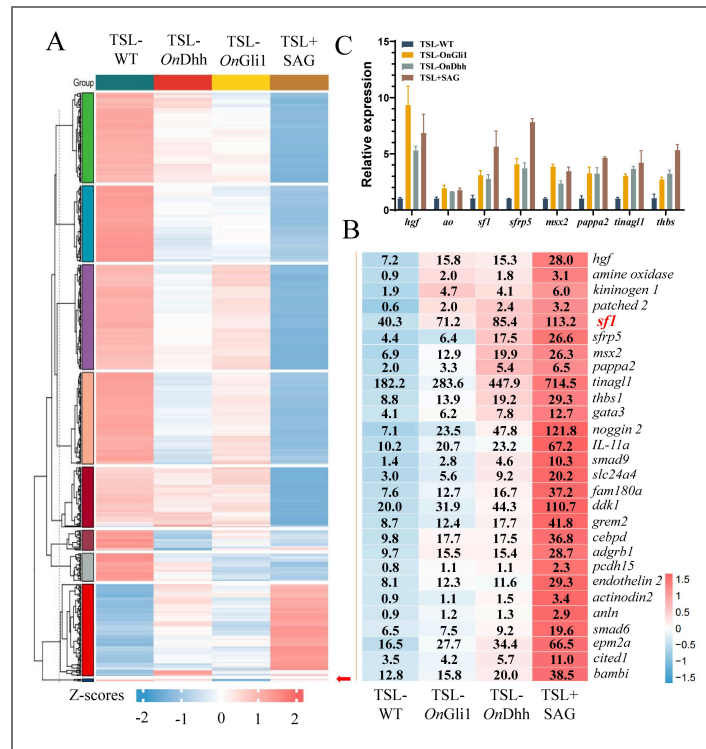 A
TSL-
WT
TSL-
OnDhh
TSL-
OnGli1
TSL+
SAG
Group
Z-scores
-2
-1
0
1
2
C
TSL-WT
TSL-OnGli1
TSL-OnDhh
TSL+SAG
Relative expression
15
10
5
0
hgf
ao
sf1
sfrp5
msx2
pappa2
tinagl1
thbs
B
7.2 15.8 15.3 28.0 hgf
0.9 2.0 1.8 3.1 amine oxidase
1.9 4.7 4.1 6.0 kininogen 1
0.6 2.0 2.4 3.2 patched 2
40.3 71.2 85.4 113.2 sf1
4.4 6.4 17.5 26.6 sfrp5
6.9 12.9 19.9 26.3 msx2
2.0 3.3 5.4 6.5 pappa2
182.2 283.6 447.9 714.5 tinagl1
8.8 13.9 19.2 29.3 thbs1
4.1 6.2 7.8 12.7 gata3
7.1 23.5 47.8 121.8 noggin 2
10.2 20.7 23.2 67.2 IL-11a
1.4 2.8 4.6 10.3 smad9
3.0 5.6 9.2 20.2 slc24a4
7.6 12.7 16.7 37.2 fam180a
20.0 31.9 44.3 110.7 ddk1
8.7 12.4 17.7 41.8 grem2
9.8 17.7 17.5 36.8 cebpd
9.7 15.5 15.4 28.7 adgrb1
0.8 1.1 1.1 2.3 pcdh15
8.1 12.3 11.6 29.3 endothelin 2
0.9 1.1 1.5 3.4 actinodin2
0.9 1.2 1.3 2.9 anln
6.5 7.5 9.2 19.6 smad6
16.5 27.7 34.4 66.5 epm2a
3.5 4.2 5.7 11.0 cited1
12.8 15.8 20.0 38.5 bambi
TSL-
WT
TSL-
OnGli1
TSL-
OnDhh
TSL+
SAG
1.5
1.0
0.5
0.0
-0.5
-1.0
-1.5